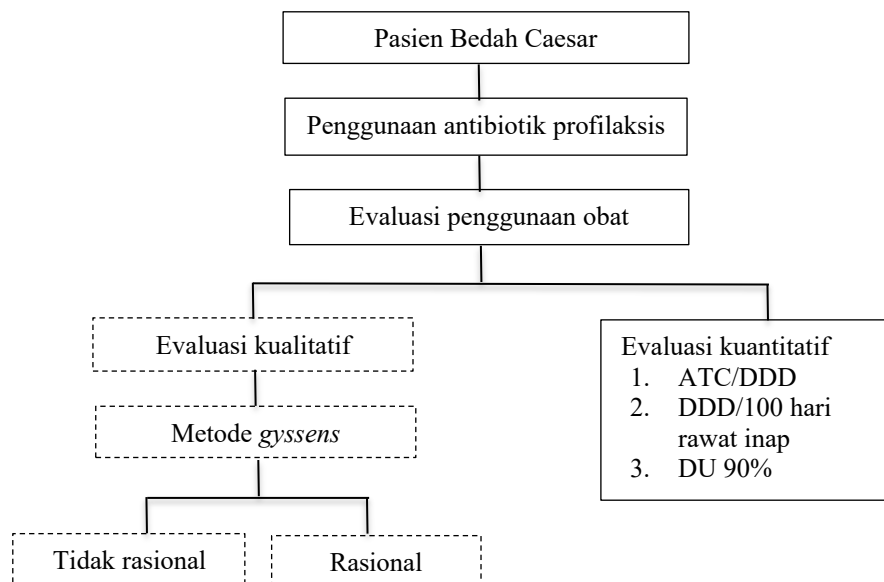 Pasien Bedah Caesar
Penggunaan antibiotik profilaksis
Evaluasi penggunaan obat
Evaluasi kualitatif
Metode gyssens
Tidak rasional
Rasional
Evaluasi kuantitatif
1. ATC/DDD
2. DDD/100 hari
rawat inap
3. DU 90%